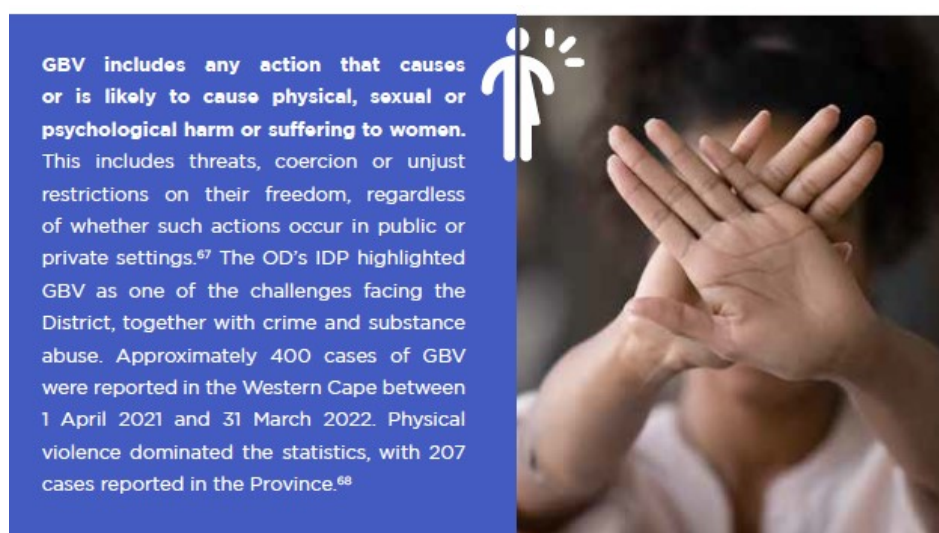 GBV includes any action that causes
or is likely to cause physical, sexual or
psychological harm or suffering to women.
This includes threats, coercion or unjust
restrictions on their freedom, regardless
of whether such actions occur in public or
private settings.⁶⁷ The OD’s IDP highlighted
GBV as one of the challenges facing the
District, together with crime and substance
abuse. Approximately 400 cases of GBV
were reported in the Western Cape between
1 April 2021 and 31 March 2022. Physical
violence dominated the statistics, with 207
cases reported in the Province.⁶⁸